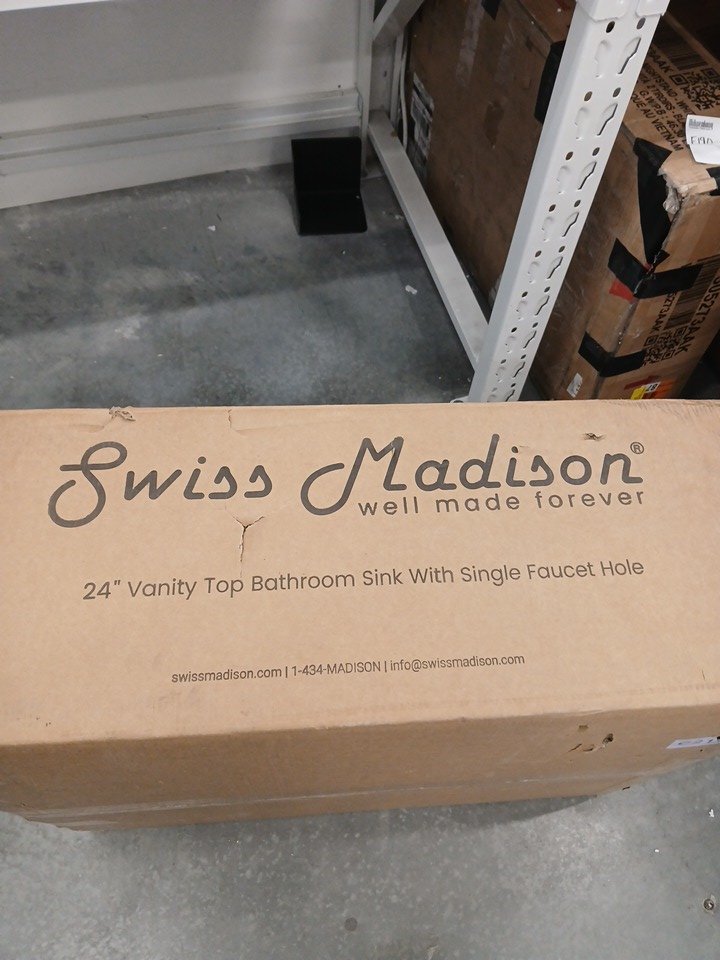 Swiss Madison®
well made forever
24" Vanity Top Bathroom Sink With Single Faucet Hole
swissmadison.com | 1-434-MADISON | info@swissmadison.com